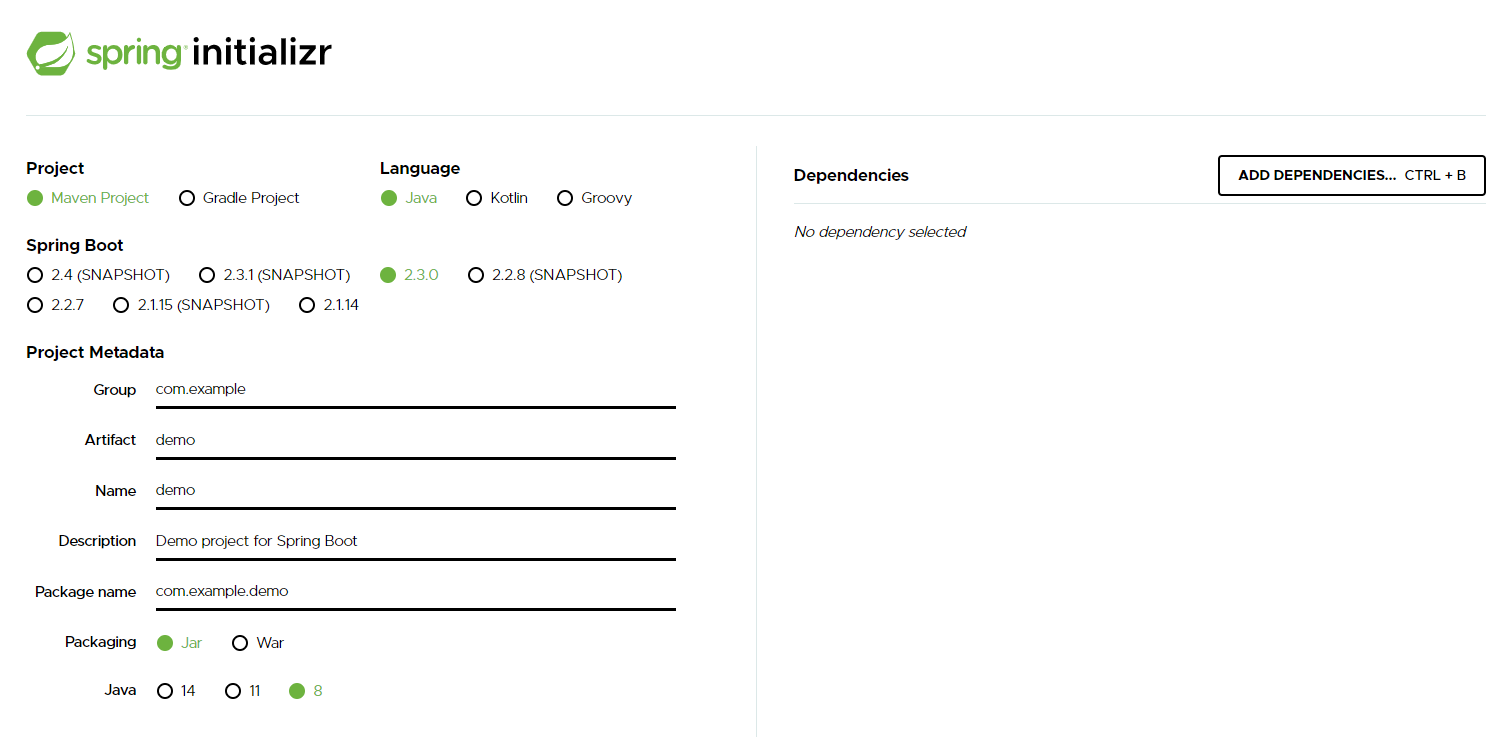 spring initializr
Project
Maven Project Gradle Project
Language
Java Kotlin Groovy
Spring Boot
2.4 (SNAPSHOT) 2.3.1 (SNAPSHOT) 2.3.0 2.2.8 (SNAPSHOT)
2.2.7 2.1.15 (SNAPSHOT) 2.1.14
Project Metadata
Group com.example
Artifact demo
Name demo
Description Demo project for Spring Boot
Package name com.example.demo
Packaging Jar War
Java 14 11 8
Dependencies
ADD DEPENDENCIES... CTRL + B
No dependency selected